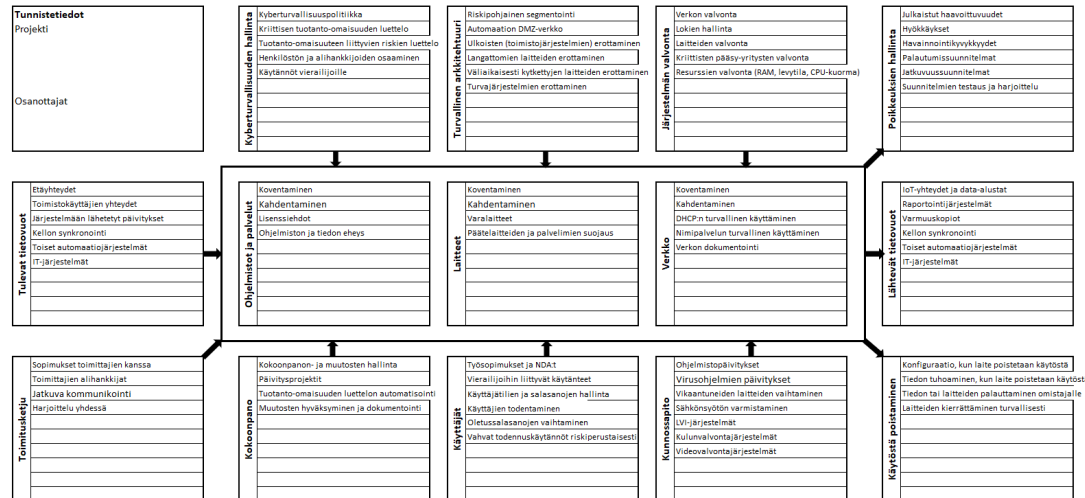 Tunnistetiedot
Projekti
Osanottajat
Kyberturvallisuuden hallinta
Kyberturvallisuuspolitiikka
Kriittisen tuotanto-omaisuuden luettelo
Tuotanto-omaisuuteen liittyvien riskien luettelo
Henkilöstön ja alihankkijoiden osaaminen
Käytännöt vierailijoille
Turvallinen arkkitehtuuri
Riskipohjainen segmentointi
Automaation DMZ-verkko
Ulkoisten (toimistojärjestelmien) erottaminen
Langattomien laitteiden erottaminen
Väliaikaisesti kytkettyjen laitteiden erottaminen
Turvajärjestelmien erottaminen
Järjestelmän valvonta
Verkon valvonta
Lokien hallinta
Laitteiden valvonta
Kriittisten pääsy-yritysten valvonta
Resurssien valvonta (RAM, levytila, CPU-kuorma)
Poikkeuksien hallinta
Julkaistut haavoittuvuudet
Hyökkäykset
Havainnointikyvykkyydet
Palautumissuunnitelmat
Jatkuvuussuunnitelmat
Suunnitelmien testaus ja harjoittelu
Tulevat tietovuot
Etäyhteydet
Toimistokäyttäjien yhteydet
Järjestelmään lähetetyt päivitykset
Kellon synkronointi
Toiset automaatiojärjestelmät
IT-järjestelmät
Ohjelmistot ja palvelut
Koventaminen
Kahdentaminen
Lisenssiehdot
Ohjelmiston ja tiedon eheys
Laitteet
Koventaminen
Kahdentaminen
Varalaitteet
Päätelaitteiden ja palvelimien suojaus
Verkko
Koventaminen
Kahdentaminen
DHCP:n turvallinen käyttäminen
Nimipalvelun turvallinen käyttäminen
Verkon dokumentointi
Lähtevät tietovuot
IoT-yhteydet ja data-alustat
Raportointijärjestelmät
Varmuuskopiot
Kellon synkronointi
Toiset automaatiojärjestelmät
IT-järjestelmät
Toimitusketju
Sopimukset toimittajien kanssa
Toimittajien alihankkijat
Jatkuva kommunikointi
Harjoittelu yhdessä
Kokoonpano
Kokoonpanon- ja muutosten hallinta
Päivitysprojektit
Tuotanto-omaisuuden luettelon automatisointi
Muutosten hyväksyminen ja dokumentointi
Käyttäjät
Työsopimukset ja NDA:t
Vierailijoihin liittyvät käytänteet
Käyttäjätilien ja salasanojen hallinta
Käyttäjien todentaminen
Oletussalasanojen vaihtaminen
Vahvat todennuskäytännöt riskiperustaisesti
Kunnossapito
Ohjelmistopäivitykset
Virusohjelmien päivitykset
Vikaantuneiden laitteiden vaihtaminen
Sähkönsyötön varmistaminen
LVI-järjestelmät
Kulunvalvontajärjestelmät
Videovalvontajärjestelmät
Käytöstä poistaminen
Konfiguraatio, kun laite poistetaan käytöstä
Tiedon tuhoaminen, kun laite poistetaan käytöstä
Tiedon tai laitteiden palauttaminen omistajalle
Laitteiden kierrättäminen turvallisesti